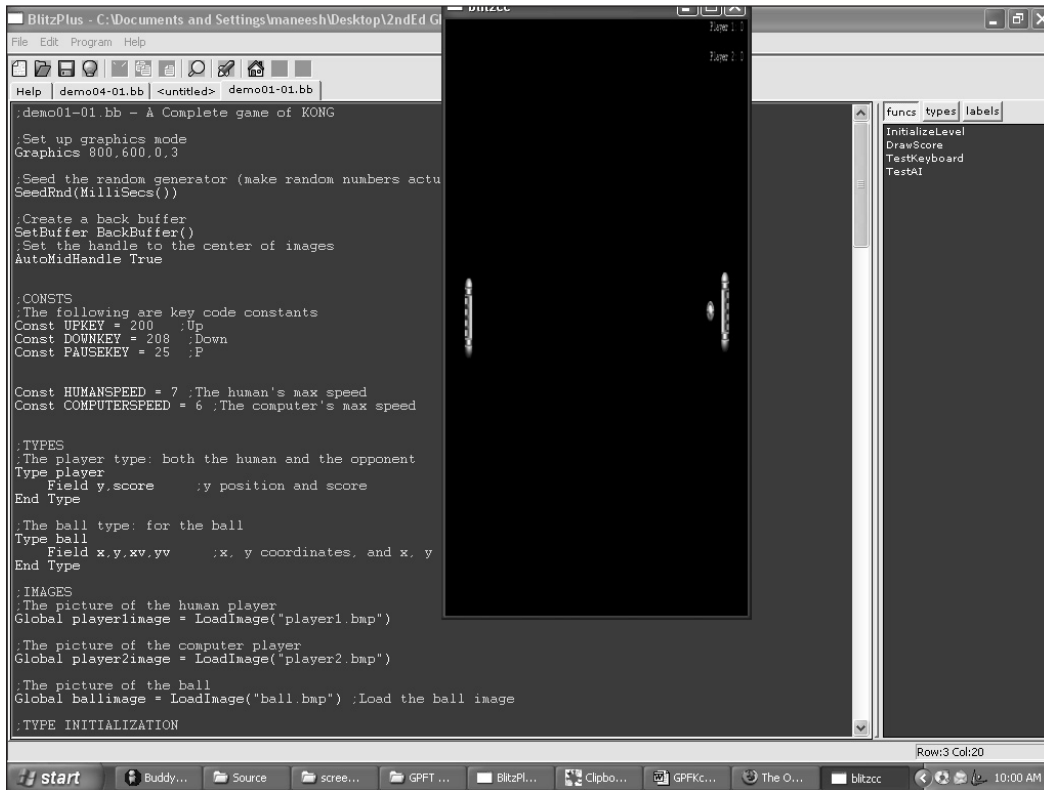 BlitzPlus - C:\Documents and Settings\maneesh\Desktop\2ndEd G
blitzcc
File Edit Program Help
Player 1: 0
Player 2: 0
Help demo04-01.bb <untitled> demo01-01.bb
funcs types labels
InitializeLevel
DrawScore
TestKeyboard
TestAI
;demo01-01.bb - A Complete game of KONG
;Set up graphics mode
Graphics 800,600,0,3
;Seed the random generator (make random numbers actu
SeedRnd(MilliSecs())
;Create a back buffer
SetBuffer BackBuffer()
;Set the handle to the center of images
AutoMidHandle True
;CONSTS
;The following are key code constants
Const UPKEY = 200 ;Up
Const DOWNKEY = 208 ;Down
Const PAUSEKEY = 25 ;P
Const HUMANSPEED = 7 ;The human's max speed
Const COMPUTERSPEED = 6 ;The computer's max speed
;TYPES
;The player type: both the human and the opponent
Type player
Field y,score ;y position and score
End Type
;The ball type: for the ball
Type ball
Field x,y,xv,yv ;x, y coordinates, and x, y
End Type
;IMAGES
;The picture of the human player
Global player1image = LoadImage("player1.bmp")
;The picture of the computer player
Global player2image = LoadImage("player2.bmp")
;The picture of the ball
Global ballimage = LoadImage("ball.bmp") ;Load the ball image
;TYPE INITIALIZATION
Row:3 Col:20
start Buddy... Source scree... GPFT ... BlitzPl... Clipbo... GPFKc... The O... blitzcc 10:00 AM